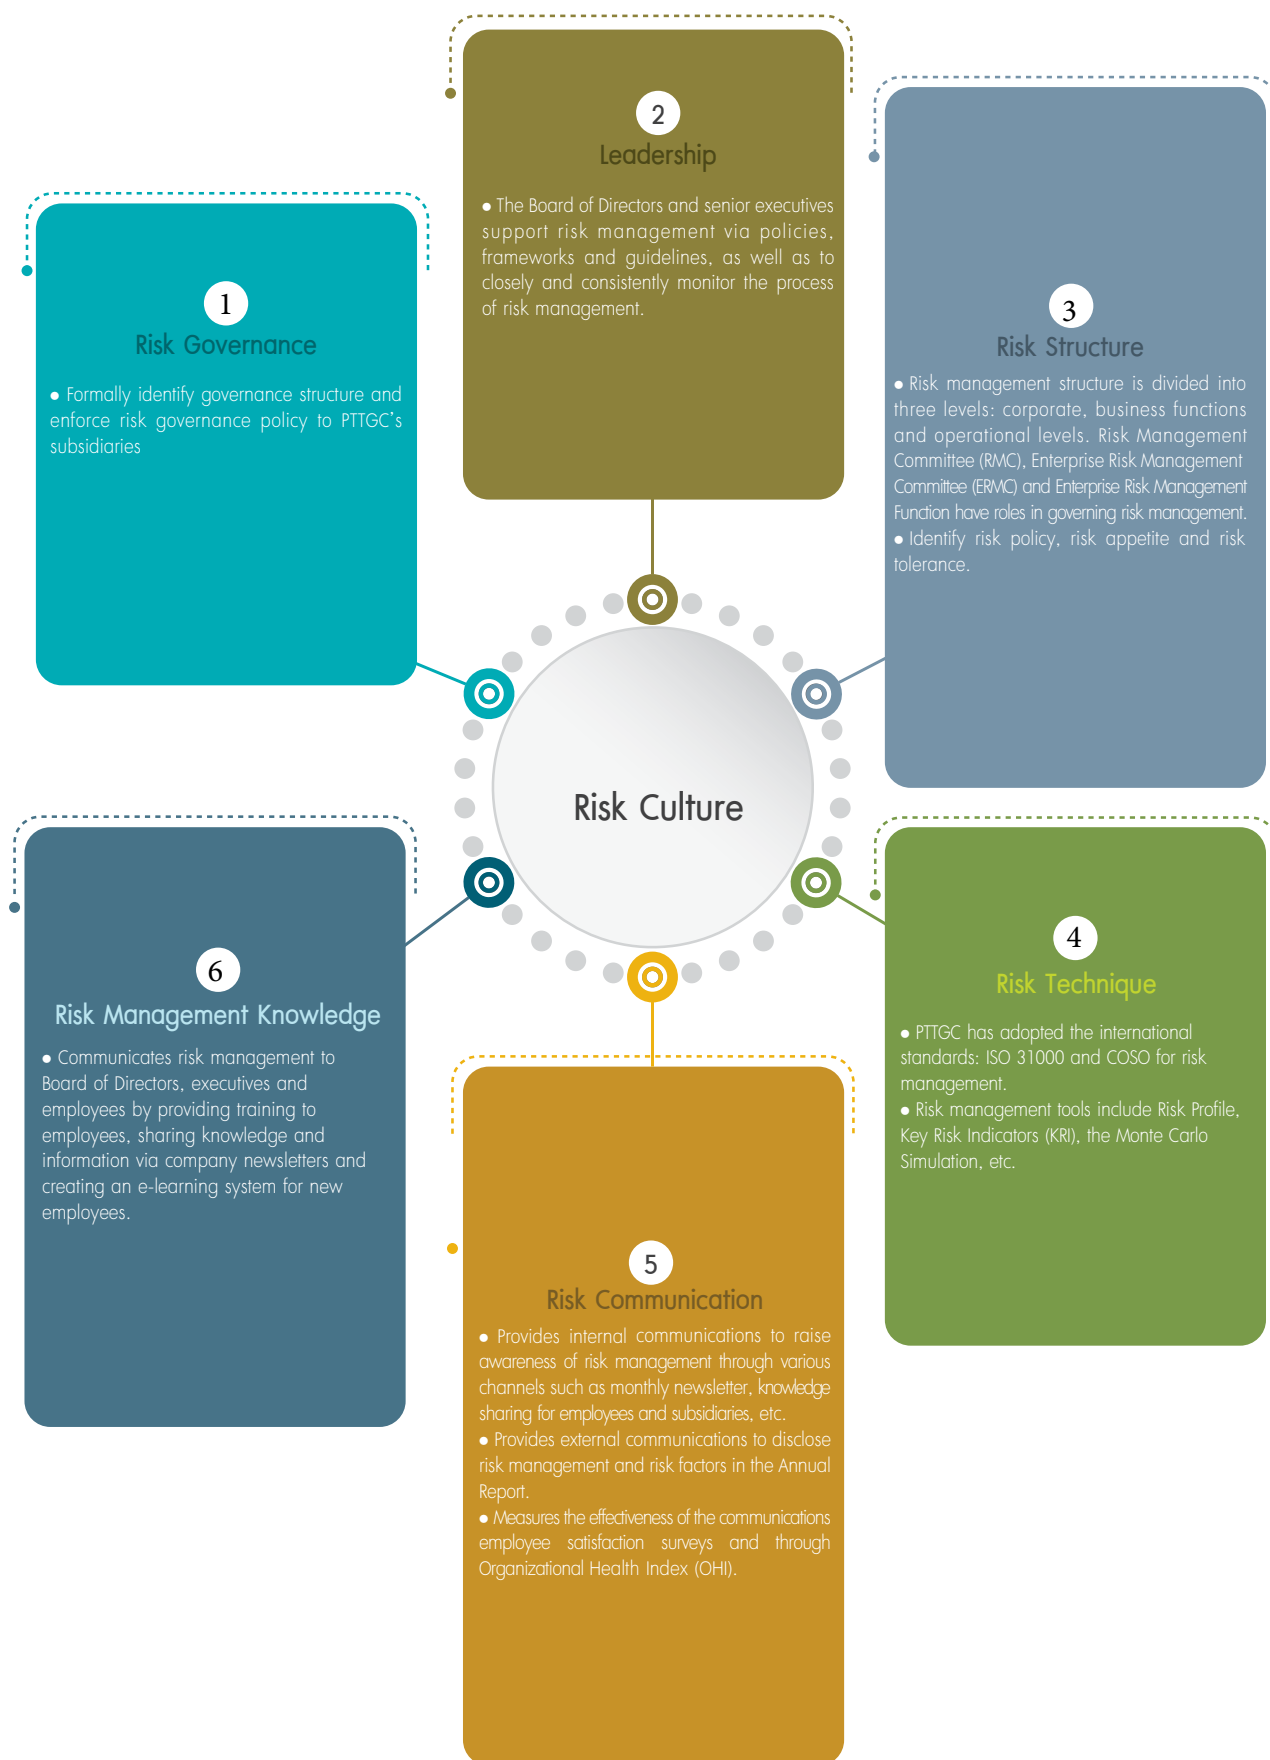 1
Risk Governance
● Formally identify governance structure and
enforce risk governance policy to PTTGC's
subsidiaries
2
Leadership
● The Board of Directors and senior executives
support risk management via policies,
frameworks and guidelines, as well as to
closely and consistently monitor the process
of risk management.
3
Risk Structure
● Risk management structure is divided into
three levels: corporate, business functions
and operational levels. Risk Management
Committee (RMC), Enterprise Risk Management
Committee (ERMC) and Enterprise Risk Management
Function have roles in governing risk management.
● Identify risk policy, risk appetite and risk
tolerance.
Risk Culture
4
Risk Technique
● PTTGC has adopted the international
standards: ISO 31000 and COSO for risk
management.
● Risk management tools include Risk Profile,
Key Risk Indicators (KRI), the Monte Carlo
Simulation, etc.
5
Risk Communication
● Provides internal communications to raise
awareness of risk management through various
channels such as monthly newsletter, knowledge
sharing for employees and subsidiaries, etc.
● Provides external communications to disclose
risk management and risk factors in the Annual
Report.
● Measures the effectiveness of the communications
employee satisfaction surveys and through
Organizational Health Index (OHI).
6
Risk Management Knowledge
● Communicates risk management to
Board of Directors, executives and
employees by providing training to
employees, sharing knowledge and
information via company newsletters and
creating an e-learning system for new
employees.